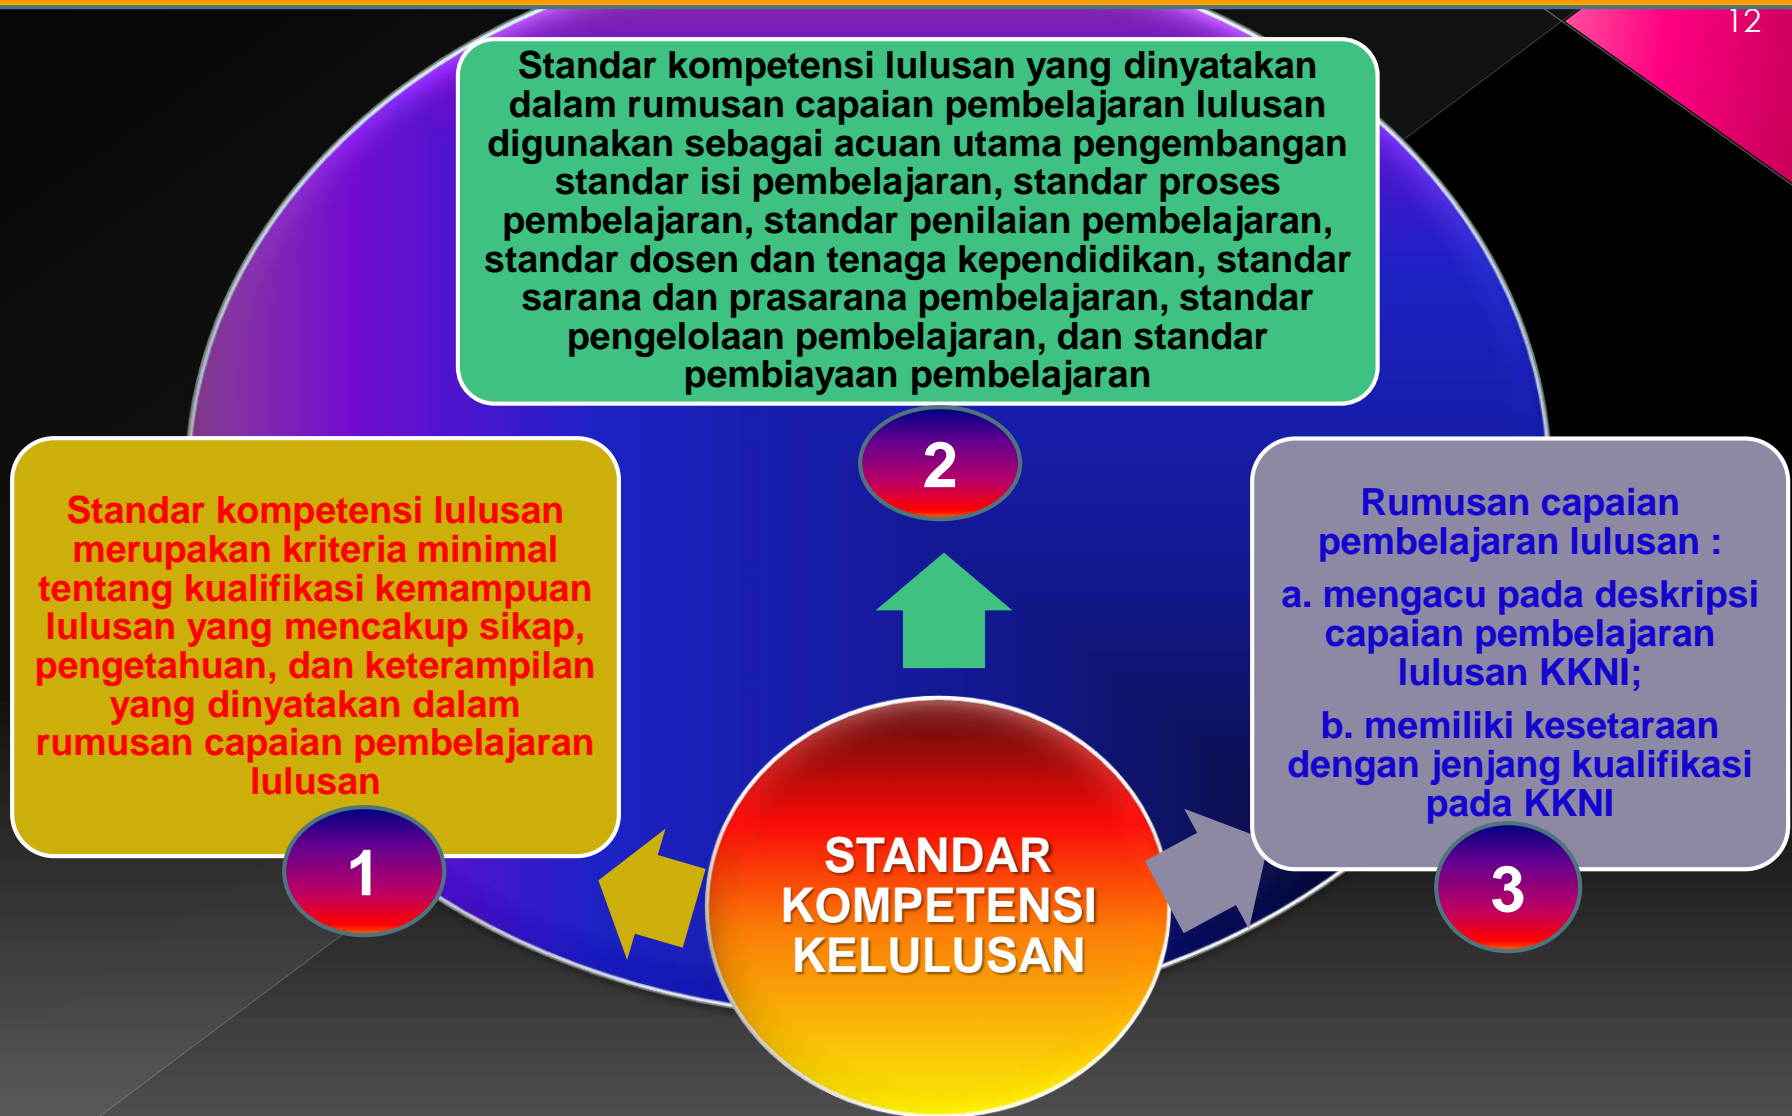 12
Standar kompetensi lulusan yang dinyatakan
dalam rumusan capaian pembelajaran lulusan
digunakan sebagai acuan utama pengembangan
standar isi pembelajaran, standar proses
pembelajaran, standar penilaian pembelajaran,
standar dosen dan tenaga kependidikan, standar
sarana dan prasarana pembelajaran, standar
pengelolaan pembelajaran, dan standar
pembiayaan pembelajaran
2
Standar kompetensi lulusan
merupakan kriteria minimal
tentang kualifikasi kemampuan
lulusan yang mencakup sikap,
pengetahuan, dan keterampilan
yang dinyatakan dalam
rumusan capaian pembelajaran
lulusan
1
Rumusan capaian
pembelajaran lulusan :
a. mengacu pada deskripsi
capaian pembelajaran
lulusan KKNI;
b. memiliki kesetaraan
dengan jenjang kualifikasi
pada KKNI
3
STANDAR
KOMPETENSI
KELULUSAN